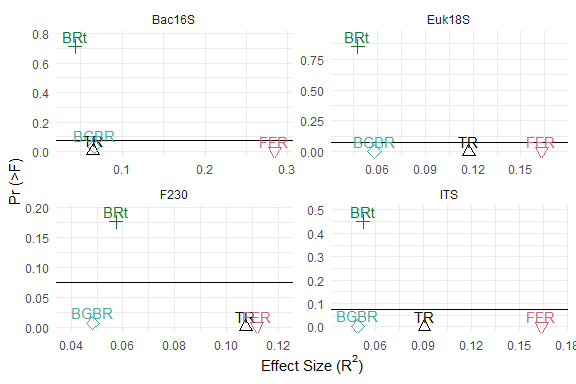 Bac16S Euk18S
0.8
BRt
0.6
0.4
0.2
BGBR
TR
FER
0.0
0.1 0.2 0.3
BRt
0.75
0.50
0.25
BGBR TR FER
0.00
0.06 0.09 0.12 0.15
Pr (>F)
F230 ITS
0.20
BRt
0.15
0.10
0.05
BGBR TR FER
0.00
0.04 0.06 0.08 0.10 0.12
0.5
BRt
0.4
0.3
0.2
0.1
BGBR TR FER
0.0
0.06 0.09 0.12 0.15 0.18
Effect Size (R2)